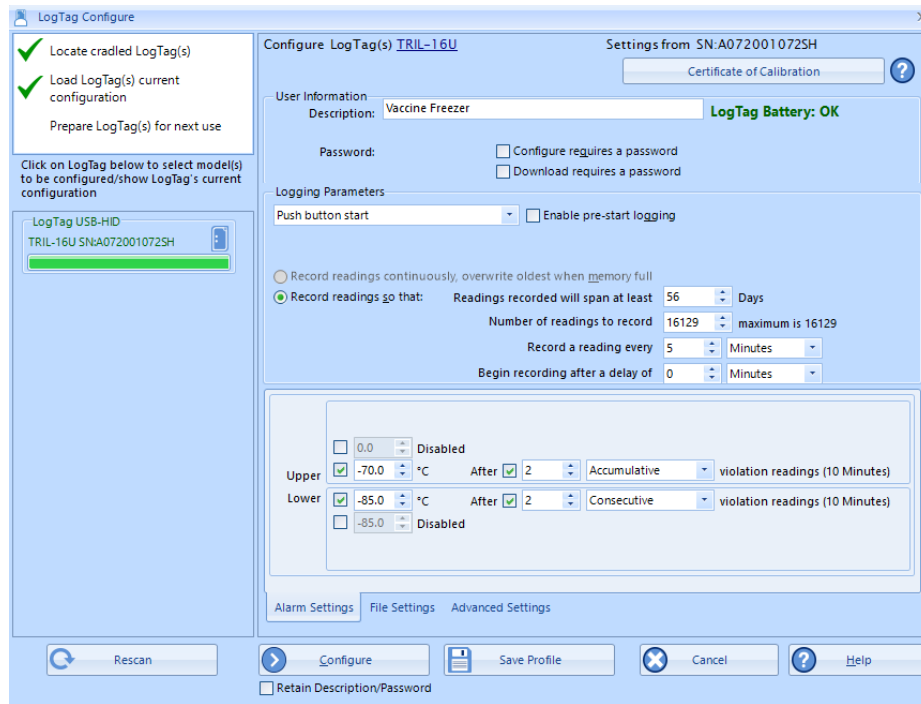 LogTag Configure
Locate cradled LogTag(s)
Load LogTag(s) current
configuration
Prepare LogTag(s) for next use
Click on LogTag below to select model(s)
to be configured/show LogTag's current
configuration
LogTag USB-HID
TRIL-16U SN:A072001072SH
Configure LogTag(s) TRIL-16U Settings from SN:A072001072SH
Certificate of Calibration ?
User Information
Description: Vaccine Freezer LogTag Battery: OK
Password: Configure requires a password
Download requires a password
Logging Parameters
Push button start Enable pre-start logging
Record readings continuously, overwrite oldest when memory full
Record readings so that: Readings recorded will span at least 56 Days
Number of readings to record 16129 maximum is 16129
Record a reading every 5 Minutes
Begin recording after a delay of 0 Minutes
0.0 Disabled
Upper -70.0 °C After 2 Accumulative violation readings (10 Minutes)
Lower -85.0 °C After 2 Consecutive violation readings (10 Minutes)
-85.0 Disabled
Alarm Settings File Settings Advanced Settings
Rescan Configure Save Profile Cancel ? Help
Retain Description/Password